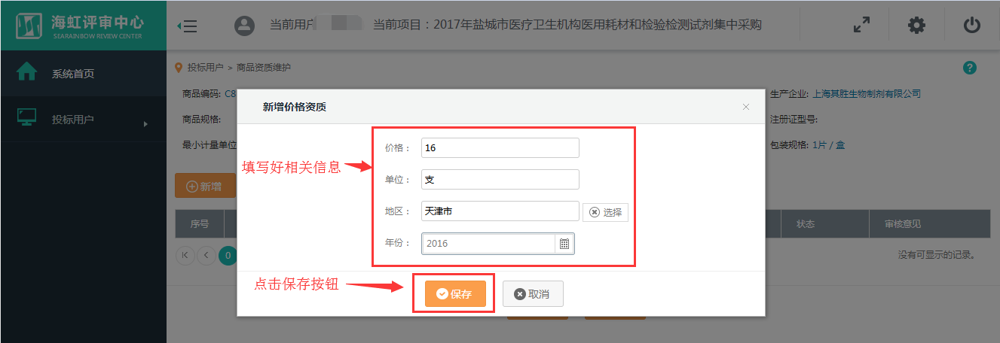 海虹评审中心
SEARAINBOW REVIEW CENTER
当前用户
当前项目：2017年盐城市医疗卫生机构医用耗材和检验检测试剂集中采购
系统首页
投标用户
投标用户 > 商品资质维护
?
商品编码: C8
生产企业: 上海其胜生物制剂有限公司
商品规格:
注册证型号:
最小计量单位
包装规格: 1片 / 盒
新增价格资质
价格：
16
填写好相关信息
单位：
支
新增
地区：
天津市
选择
序号
状态
审核意见
年份：
2016
0
没有可显示的记录。
点击保存按钮
保存
取消